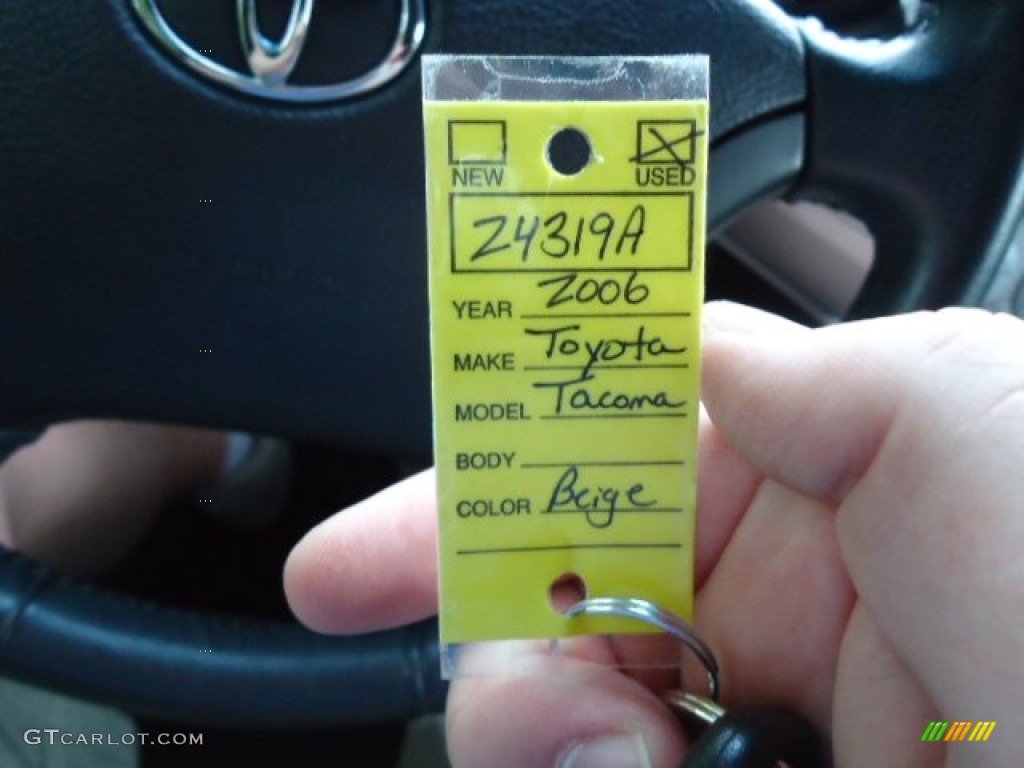 NEW USED
Z4319A
YEAR 2006
MAKE Toyota
MODEL Tacoma
BODY
COLOR Beige
GTCARLOT.COM